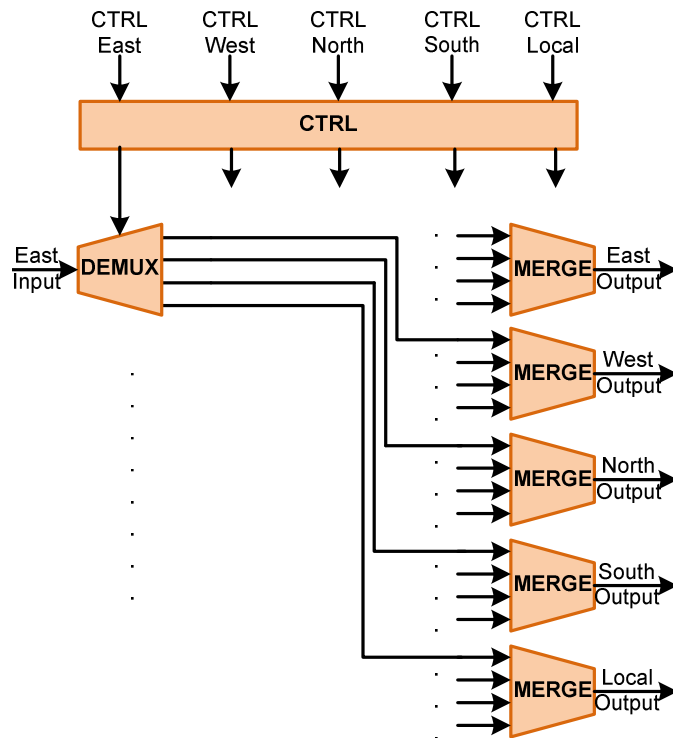 CTRL East
CTRL West
CTRL North
CTRL South
CTRL Local
CTRL
East Input
DEMUX
MERGE
East Output
MERGE
West Output
MERGE
North Output
MERGE
South Output
MERGE
Local Output